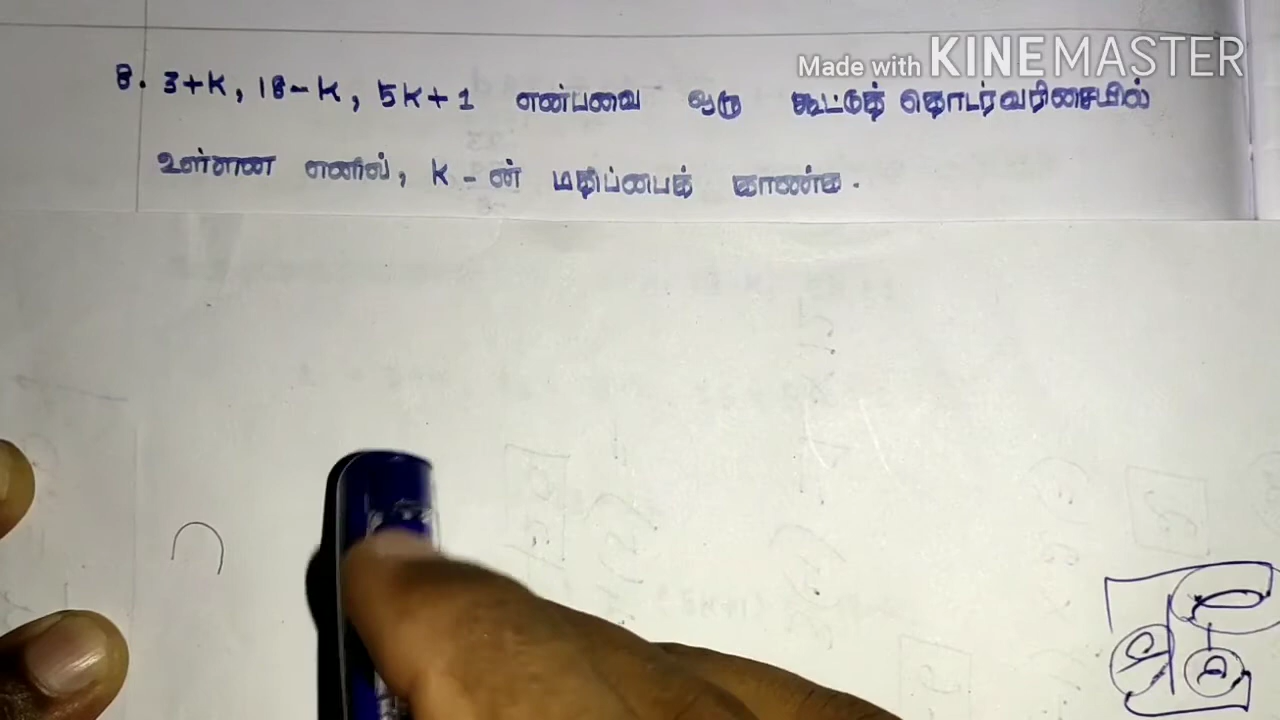 Made with KINEMASTER
8. 3+K, 18-K, 5K+1 என்பவை ஒரு கூட்டுத் தொடர்வரிசையில்
உள்ளன எனில், K-ன் மதிப்பைக் காண்க.